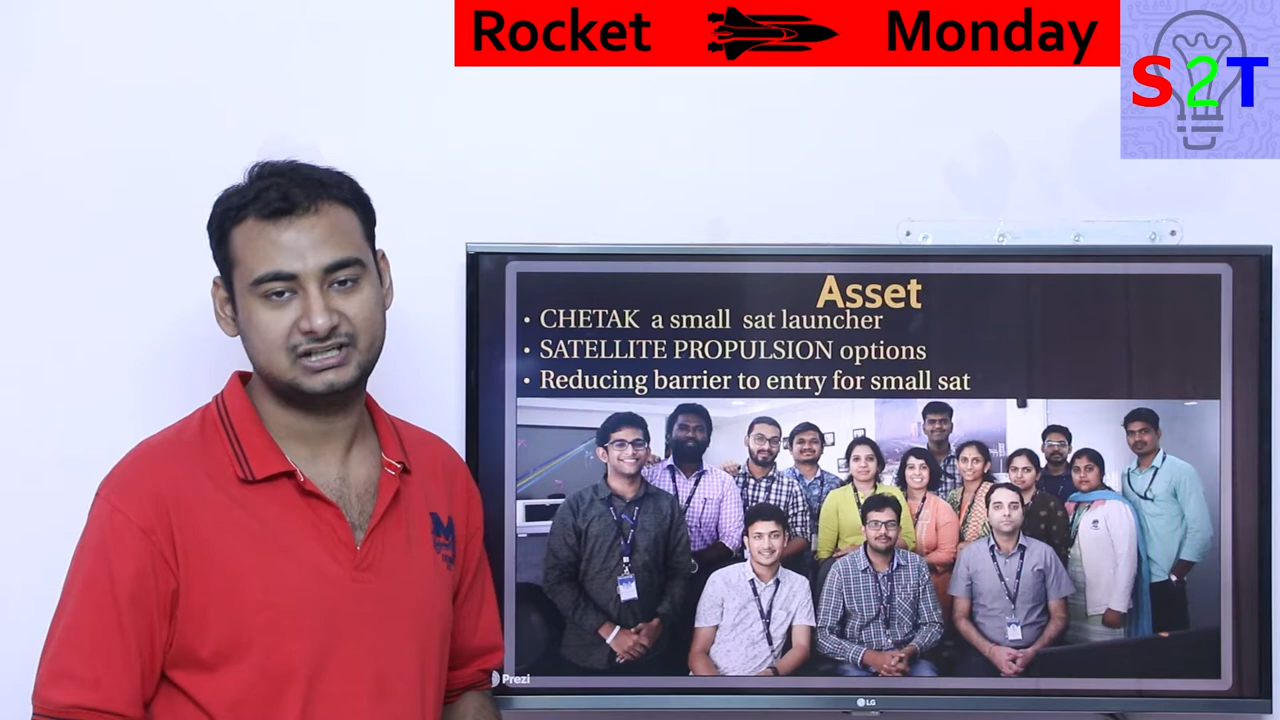 Rocket Monday
S2T
Asset
• CHETAK a small sat launcher
• SATELLITE PROPULSION options
• Reducing barrier to entry for small sat
Prezi
LG